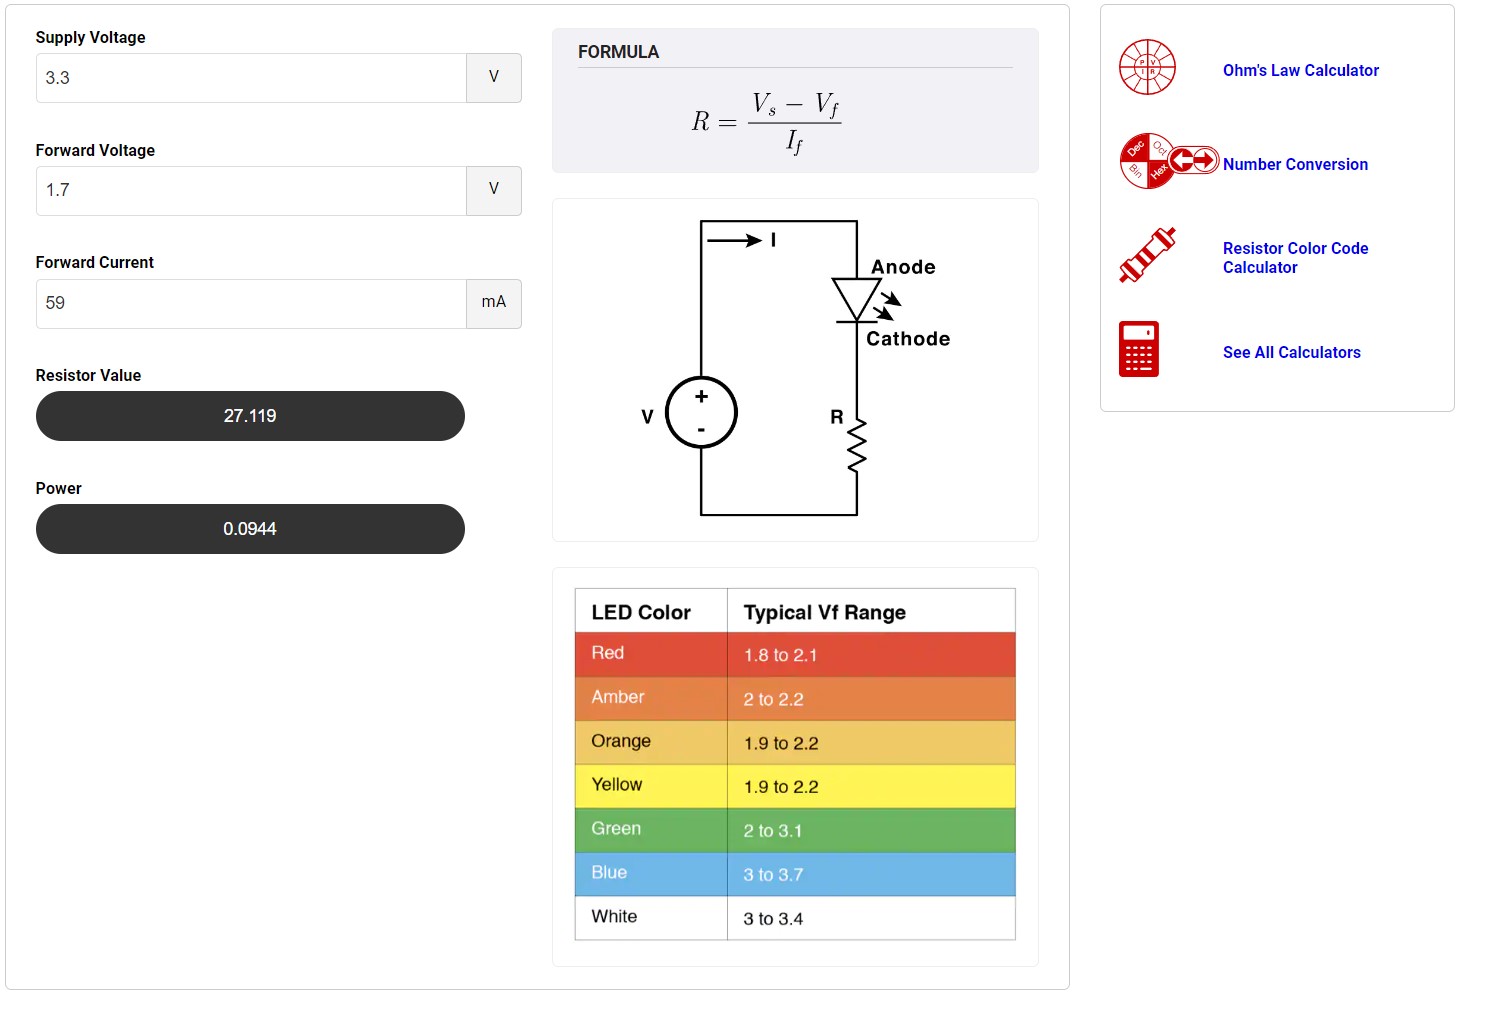 Supply Voltage
3.3 V
Forward Voltage
1.7 V
Forward Current
59 mA
Resistor Value
27.119
Power
0.0944
FORMULA
R = (Vs − Vf) / If
I
Anode
Cathode
V
+
-
R
LED Color Typical Vf Range
Red 1.8 to 2.1
Amber 2 to 2.2
Orange 1.9 to 2.2
Yellow 1.9 to 2.2
Green 2 to 3.1
Blue 3 to 3.7
White 3 to 3.4
P V
I R
Ohm's Law Calculator
Dec Oct
Bin Hex
Number Conversion
Resistor Color Code
Calculator
See All Calculators